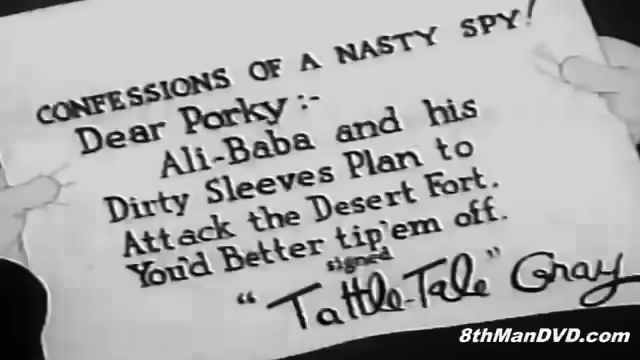 CONFESSIONS OF A NASTY SPY!
Dear Porky:-
Ali-Baba and his
Dirty Sleeves Plan to
Attack the Desert Fort.
You'd Better tip'em off.
signed
"Tattle-Tale" Gray
8thManDVD.com